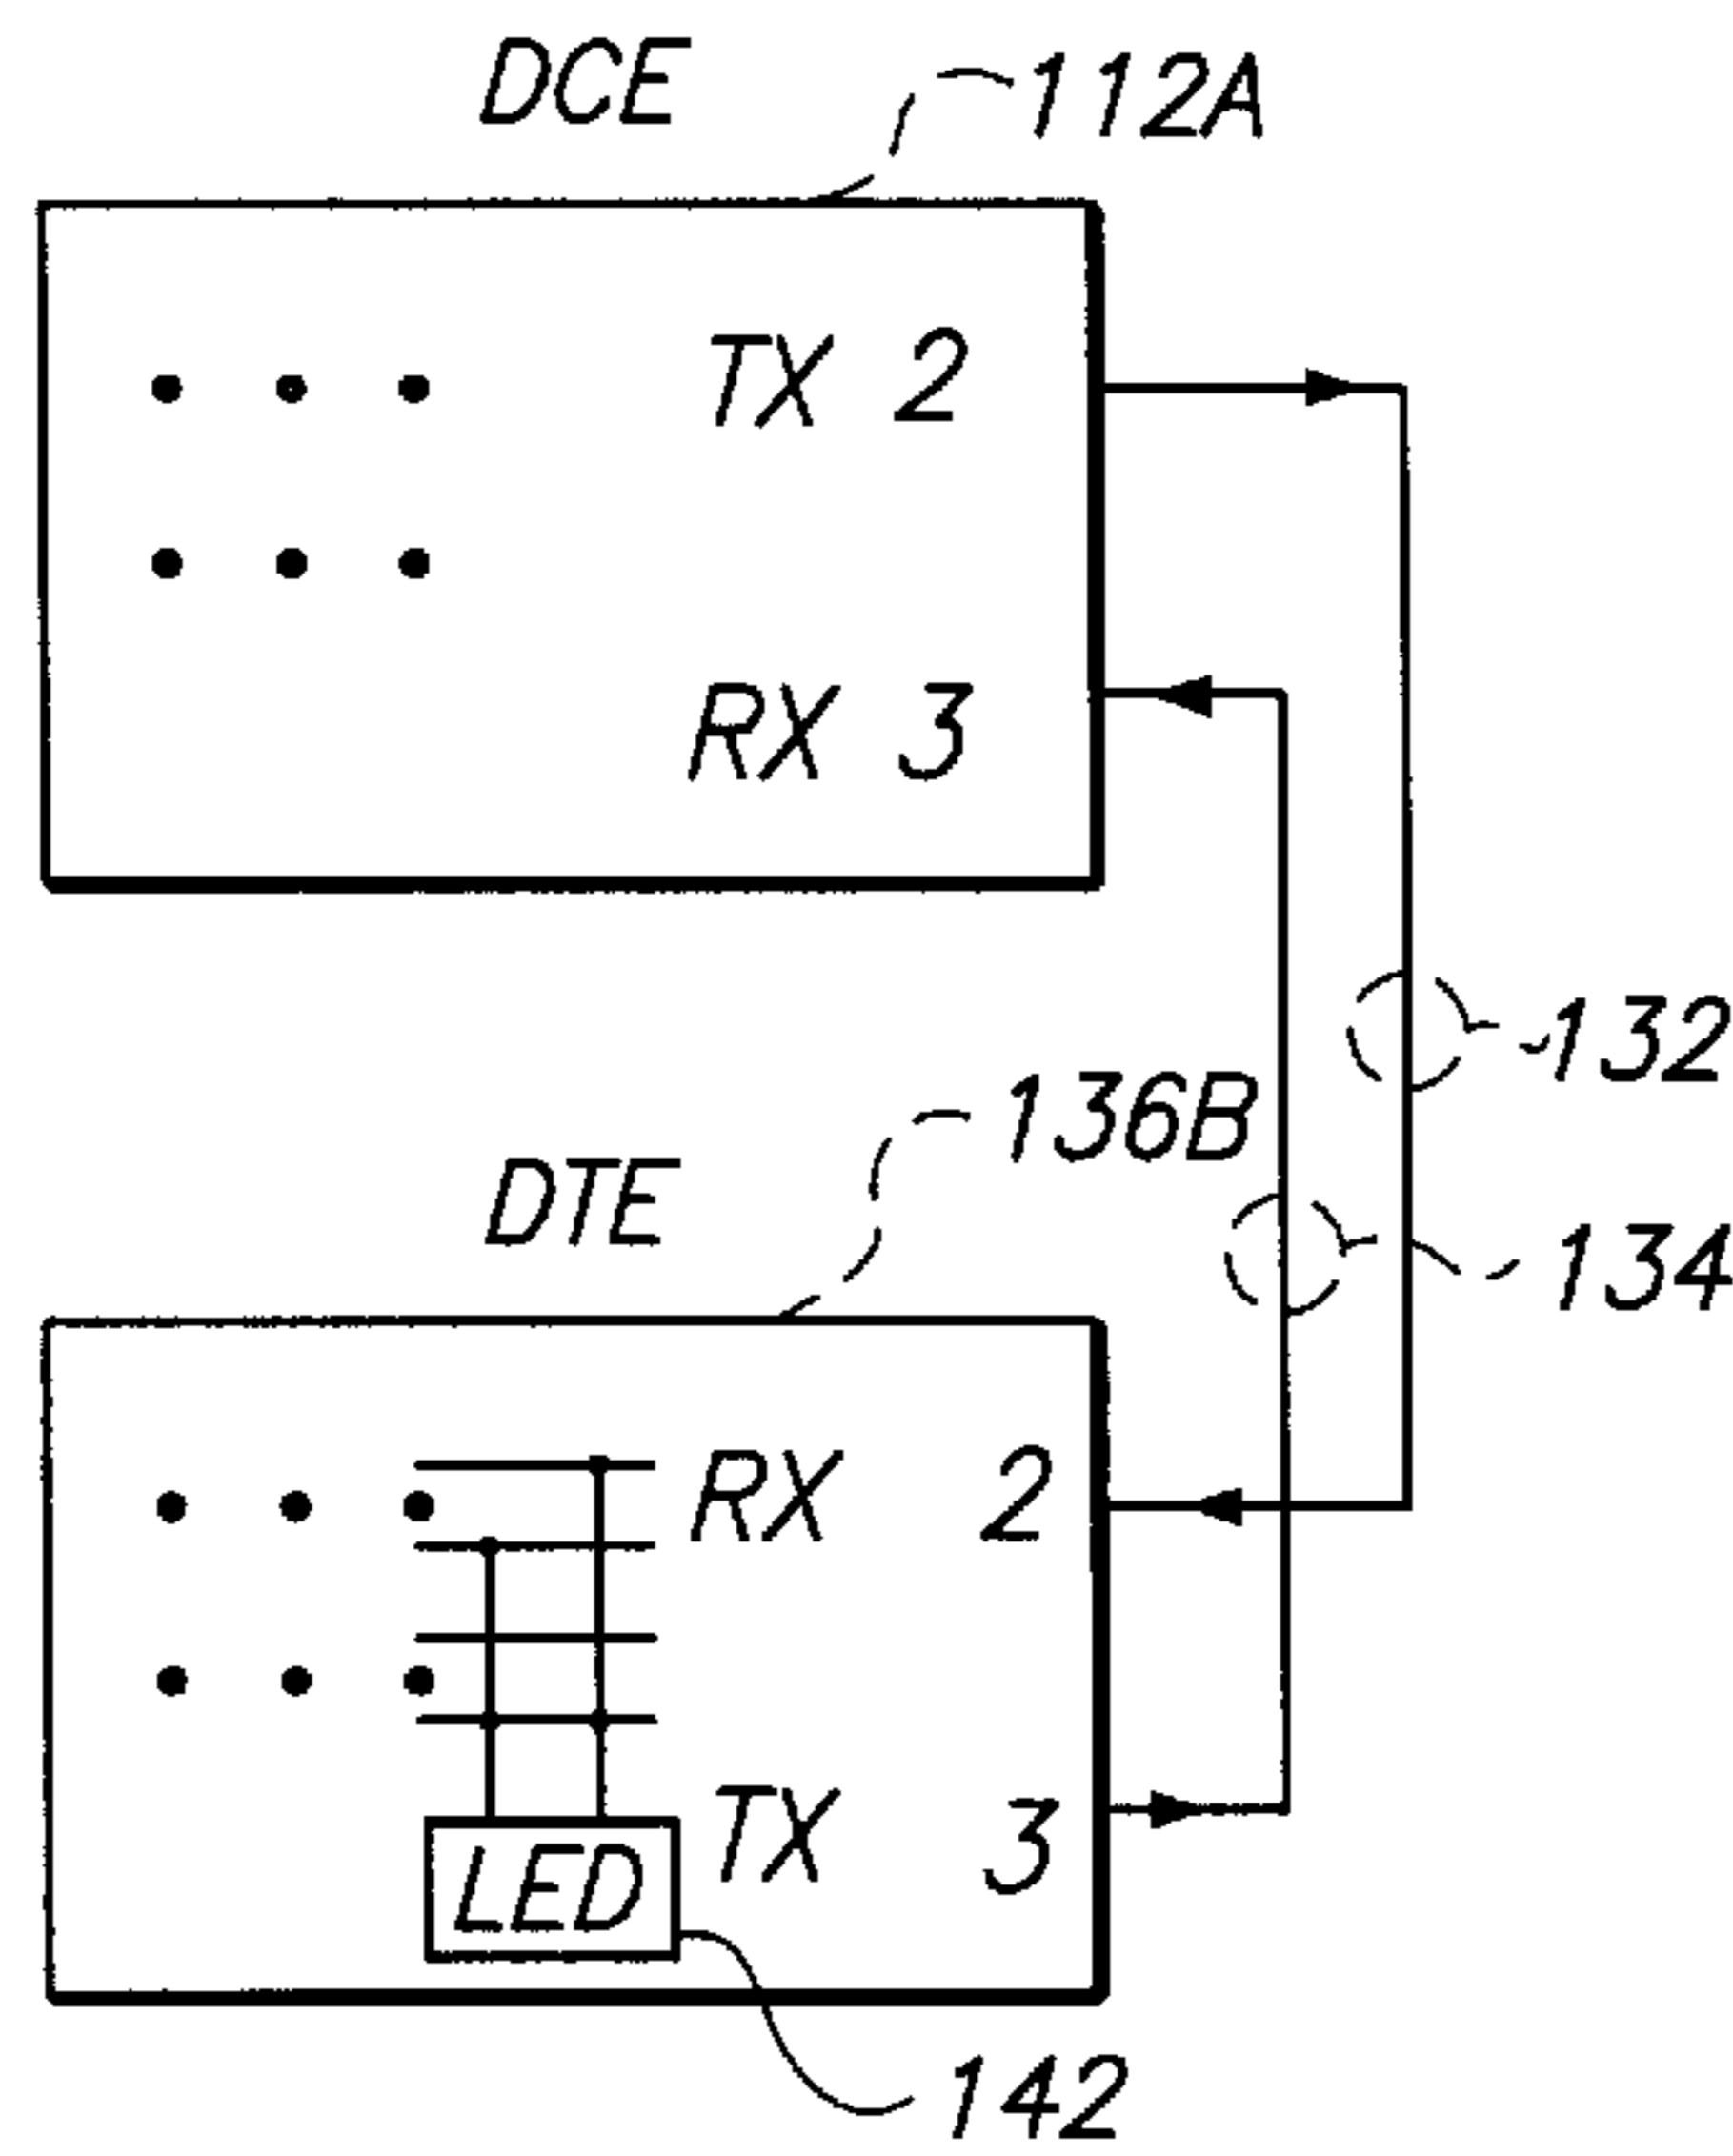 DCE
112A
TX 2
RX 3
132
136B
DTE
134
RX 2
TX 3
LED
142